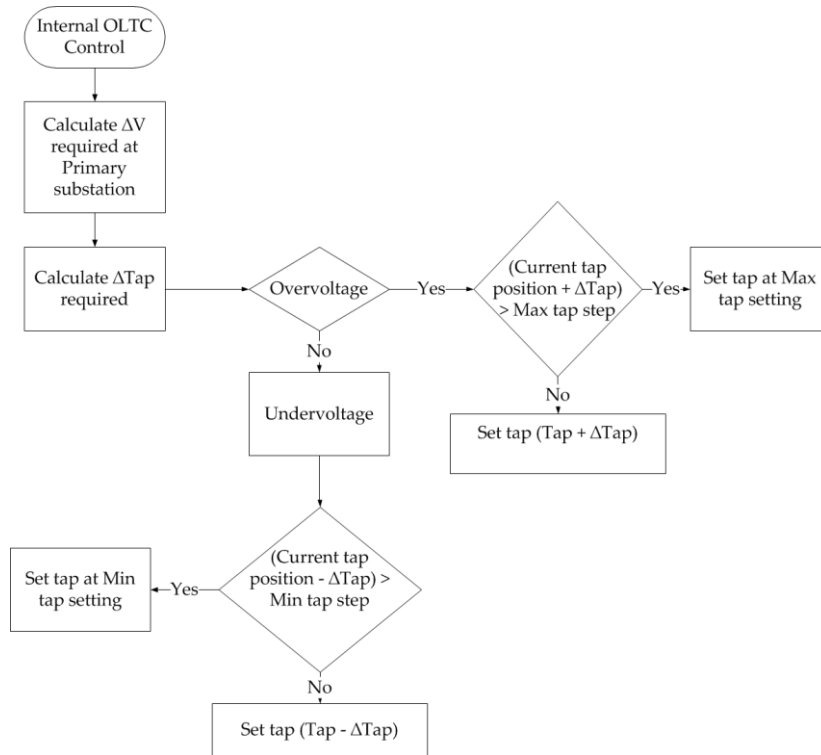 Internal OLTC
Control
Calculate ΔV
required at
Primary
substation
Calculate ΔTap
required
Overvoltage
Yes
(Current tap
position + ΔTap)
> Max tap step
Yes
Set tap at Max
tap setting
No
No
Undervoltage
Set tap (Tap + ΔTap)
(Current tap
position - ΔTap) >
Min tap step
Yes
Set tap at Min
tap setting
No
Set tap (Tap - ΔTap)